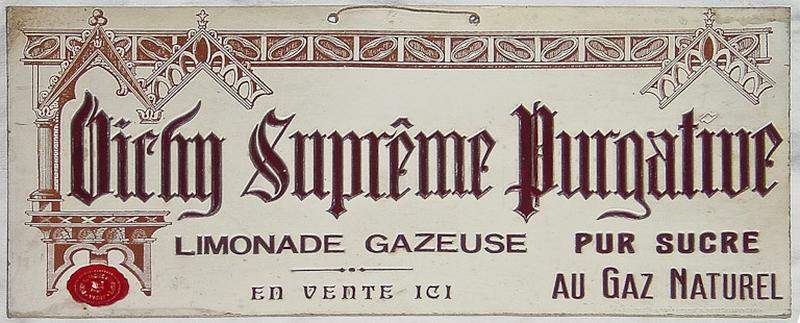 Vichy Suprême Purgative
LIMONADE GAZEUSE PUR SUCRE
EN VENTE ICI AU GAZ NATUREL